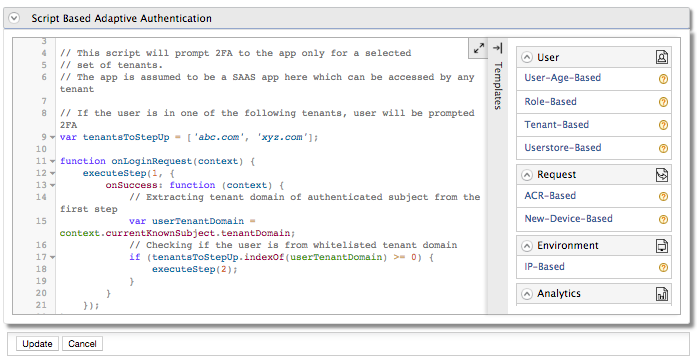 Script Based Adaptive Authentication
3
4 // This script will prompt 2FA to the app only for a selected
5 // set of tenants.
6 // The app is assumed to be a SAAS app here which can be accessed by any
tenant
7
8 // If the user is in one of the following tenants, user will be prompted
2FA
9 var tenantsToStepUp = ['abc.com', 'xyz.com'];
10
11 function onLoginRequest(context) {
12 executeStep(1, {
13 onSuccess: function (context) {
14 // Extracting tenant domain of authenticated subject from the
first step
15 var userTenantDomain =
context.currentKnownSubject.tenantDomain;
16 // Checking if the user is from whitelisted tenant domain
17 if (tenantsToStepUp.indexOf(userTenantDomain) >= 0) {
18 executeStep(2);
19 }
20 }
21 });
Templates
User
User-Age-Based
Role-Based
Tenant-Based
Userstore-Based
Request
ACR-Based
New-Device-Based
Environment
IP-Based
Analytics
Update Cancel